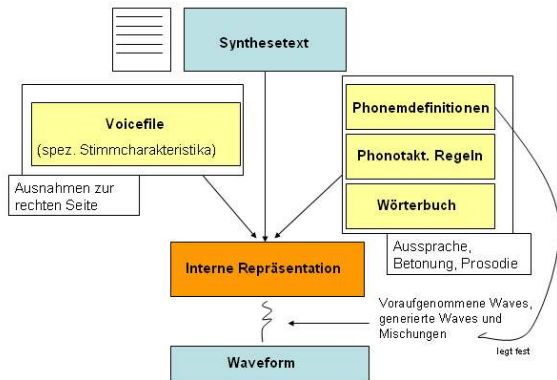 Synthesetext
Voicefile
(spez. Stimmcharakteristika)
Ausnahmen zur
rechten Seite
Phonemdefinitionen
Phonotakt. Regeln
Wörterbuch
Aussprache,
Betonung, Prosodie
Interne Repräsentation
Voraufgenommene Waves,
generierte Waves und
Mischungen
legt fest
Waveform